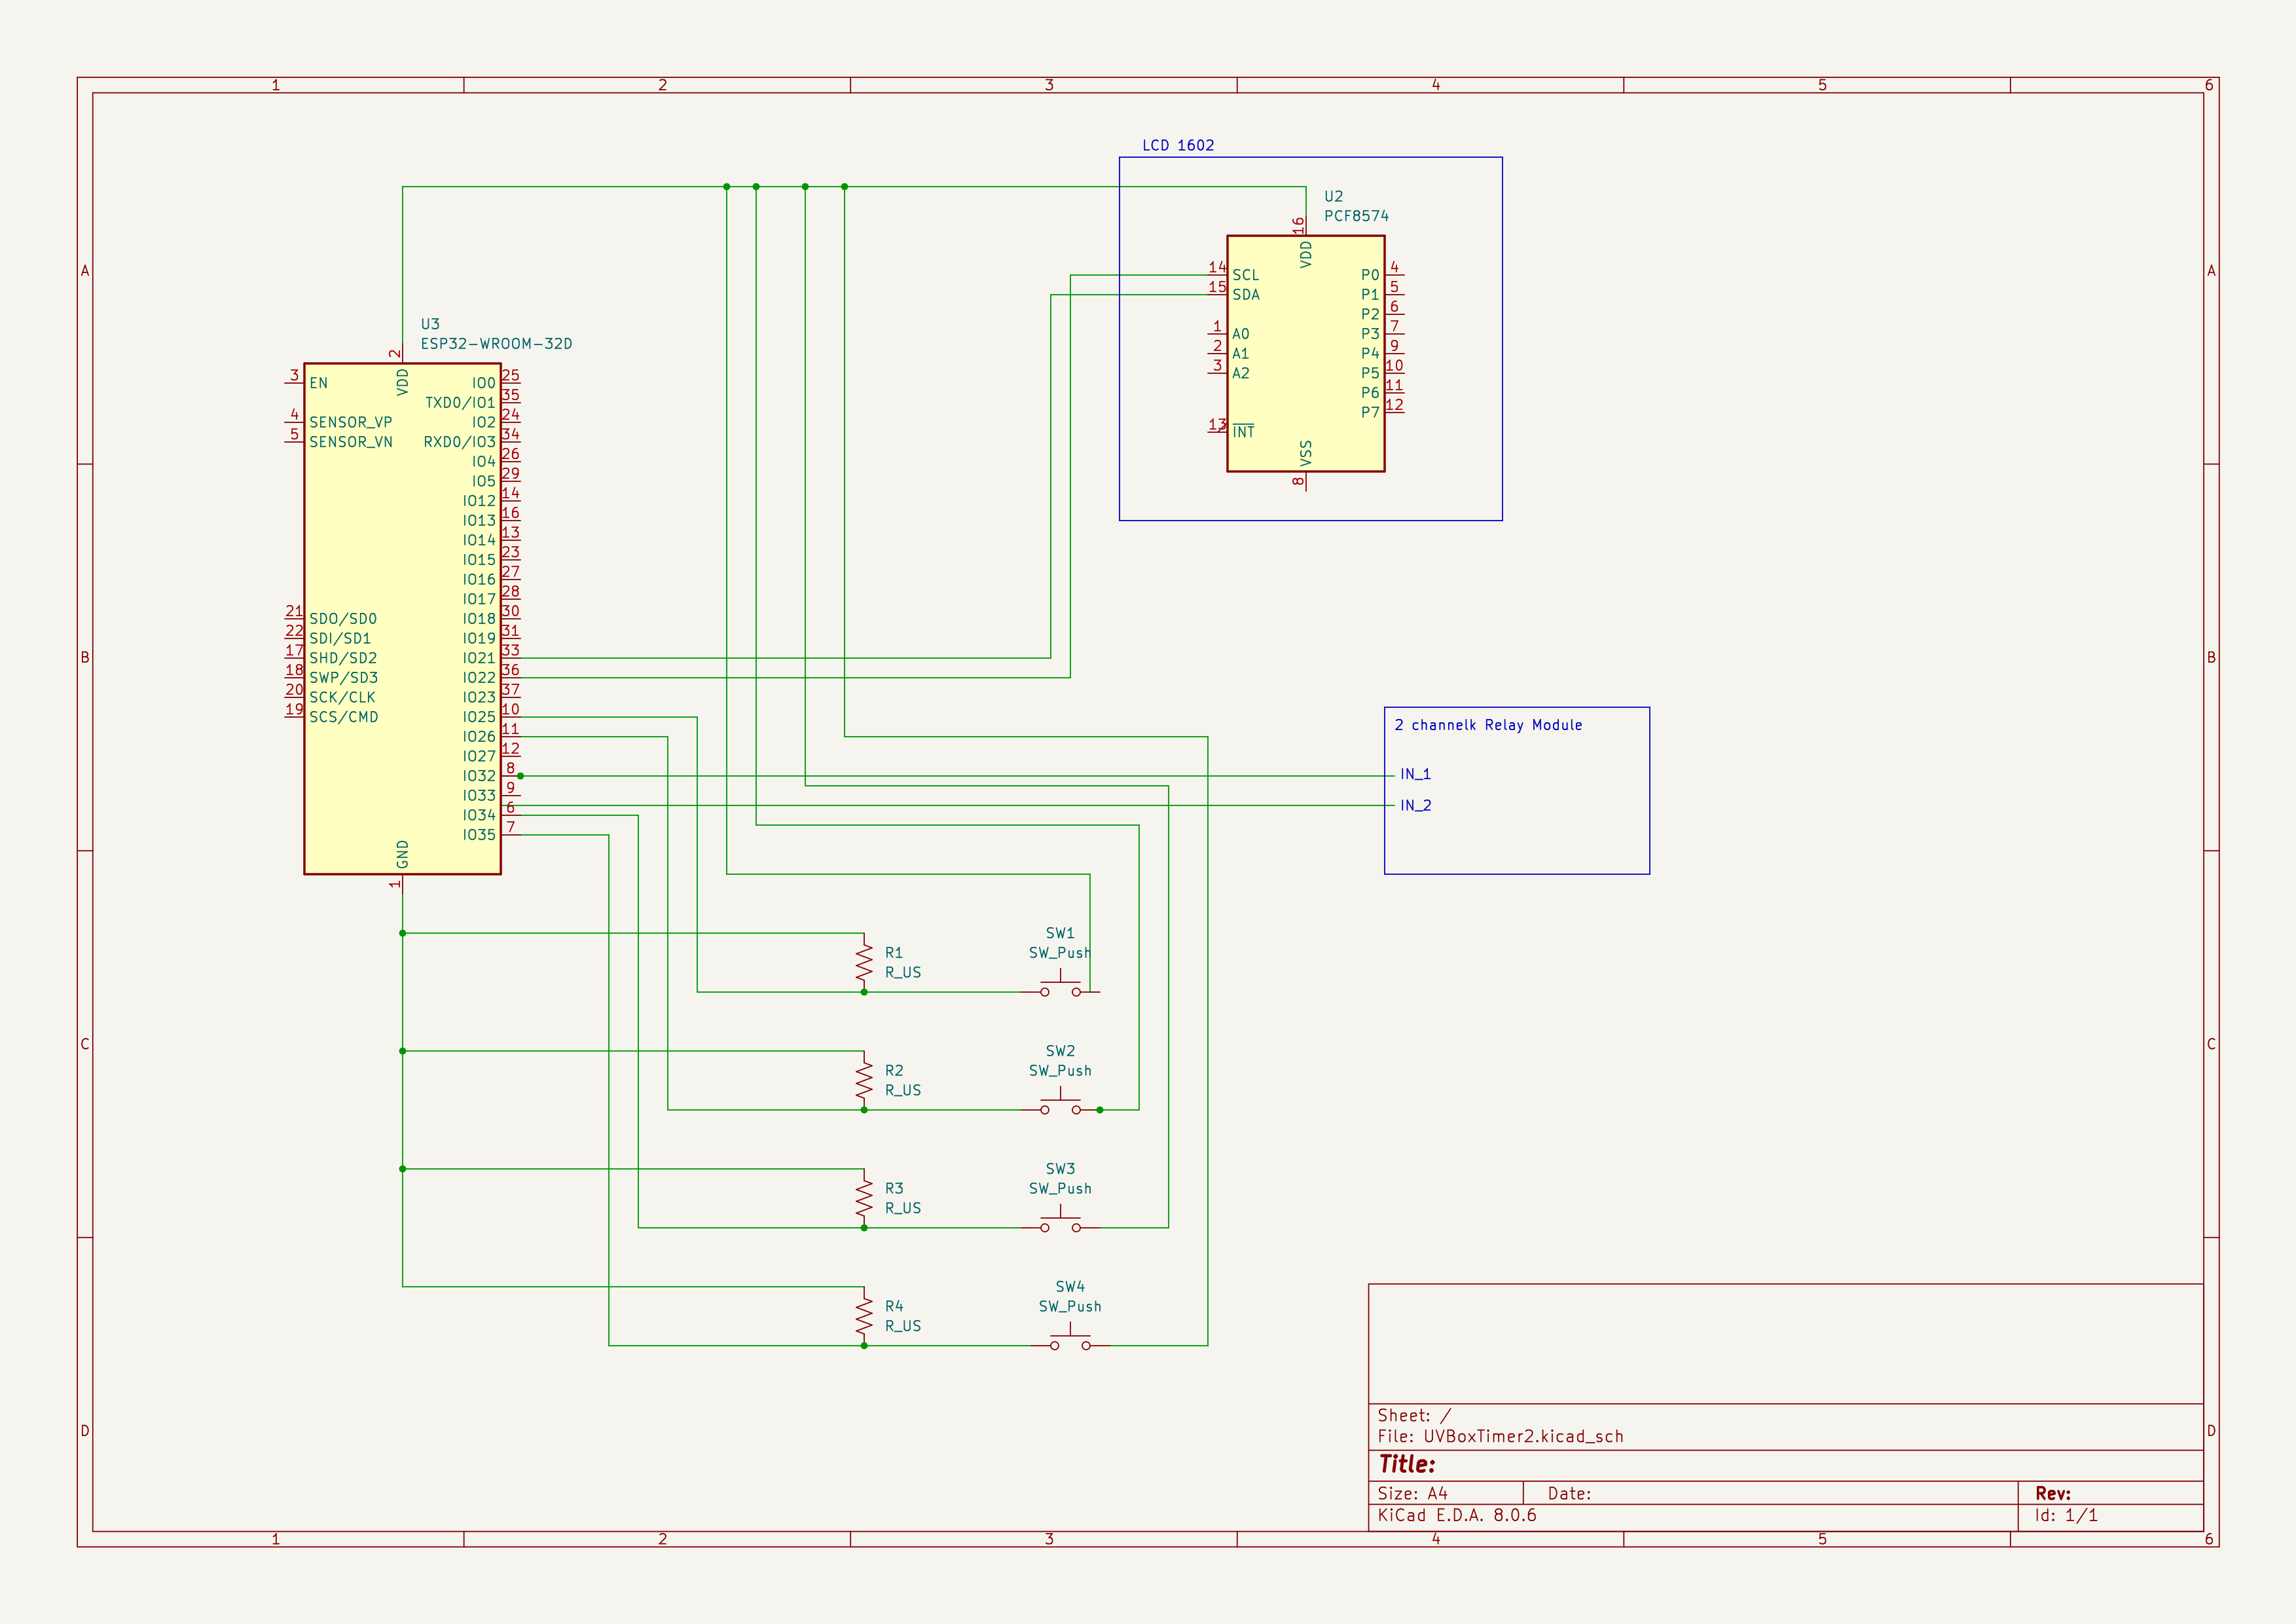 1 2 3 4 5 6
LCD 1602
U2
PCF8574
16
VDD
14 SCL P0 4
15 SDA P1 5
P2 6
1 A0 P3 7
2 A1 P4 9
3 A2 P5 10
P6 11
P7 12
13 INT
VSS
8
A A
U3
ESP32-WROOM-32D
2
VDD
3 EN IO0 25
TXD0/IO1 35
4 SENSOR_VP IO2 24
5 SENSOR_VN RXD0/IO3 34
IO4 26
IO5 29
IO12 14
IO13 16
IO14 13
IO15 23
IO16 27
IO17 28
21 SDO/SD0 IO18 30
22 SDI/SD1 IO19 31
17 SHD/SD2 IO21 33
18 SWP/SD3 IO22 36
20 SCK/CLK IO23 37
19 SCS/CMD IO25 10
IO26 11
IO27 12
IO32 8
IO33 9
IO34 6
IO35 7
GND
1
B B
2 channelk Relay Module
IN_1
IN_2
R1
R_US
SW1
SW_Push
C C
R2
R_US
SW2
SW_Push
R3
R_US
SW3
SW_Push
R4
R_US
SW4
SW_Push
D D
Sheet: /
File: UVBoxTimer2.kicad_sch
Title:
Size: A4 Date: Rev:
KiCad E.D.A. 8.0.6 Id: 1/1
1 2 3 4 5 6